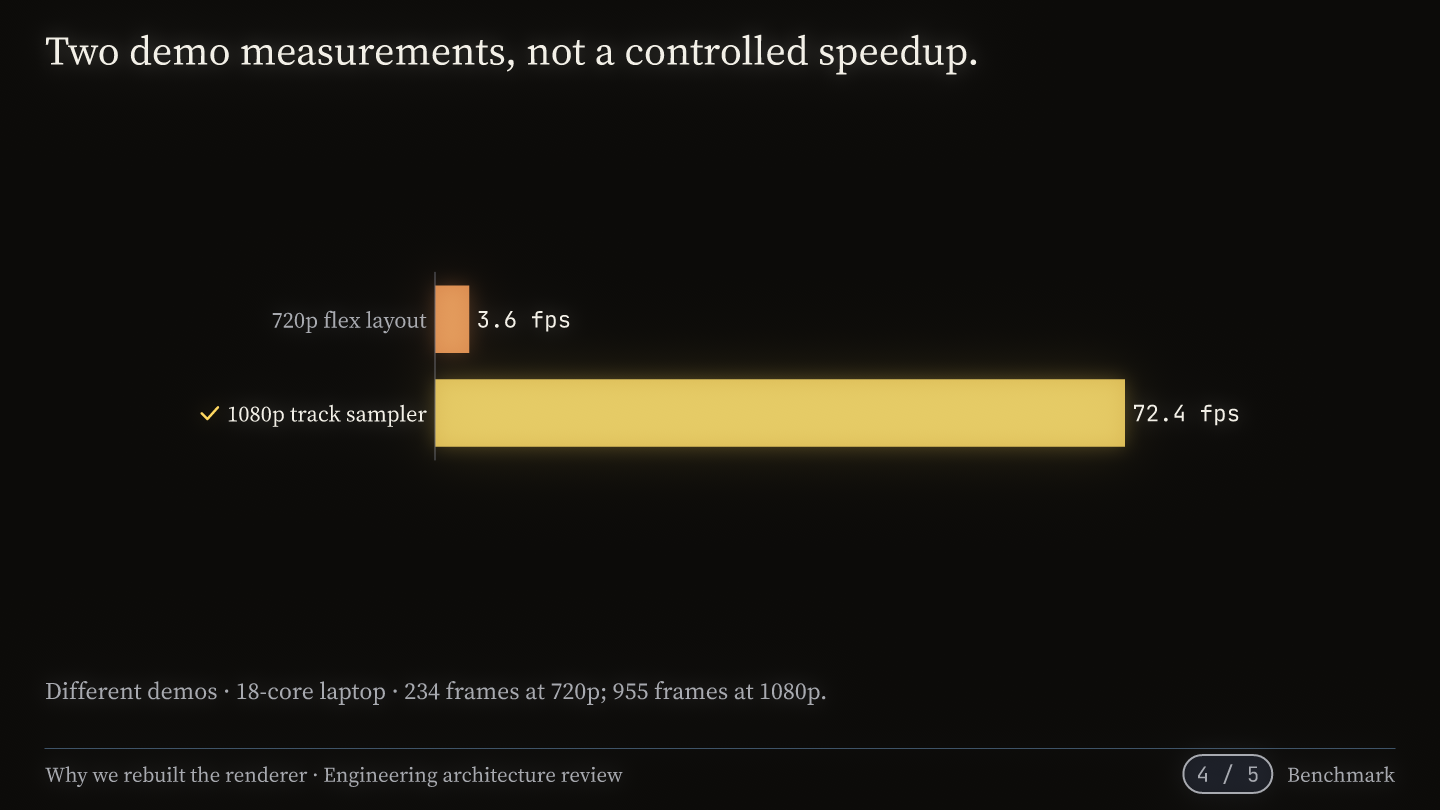 Two demo measurements, not a controlled speedup.
720p flex layout
3.6 fps
1080p track sampler
72.4 fps
Different demos · 18-core laptop · 234 frames at 720p; 955 frames at 1080p.
Why we rebuilt the renderer · Engineering architecture review
4 / 5
Benchmark